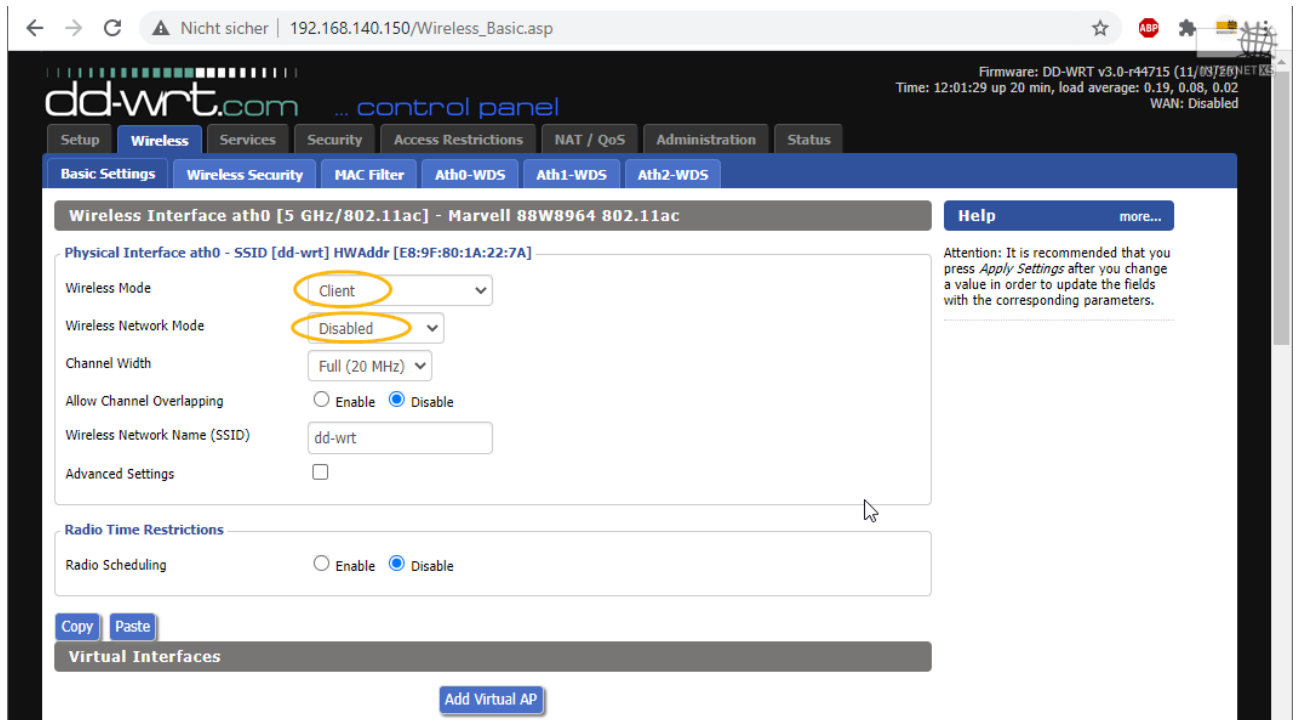 Nicht sicher | 192.168.140.150/Wireless_Basic.asp
ABP
INTERNET XS
dd-wrt.com ... control panel
Firmware: DD-WRT v3.0-r44715 (11/03/20)
Time: 12:01:29 up 20 min, load average: 0.19, 0.08, 0.02
WAN: Disabled
Setup Wireless Services Security Access Restrictions NAT / QoS Administration Status
Basic Settings Wireless Security MAC Filter Ath0-WDS Ath1-WDS Ath2-WDS
Wireless Interface ath0 [5 GHz/802.11ac] - Marvell 88W8964 802.11ac
Physical Interface ath0 - SSID [dd-wrt] HWAddr [E8:9F:80:1A:22:7A]
Wireless Mode Client
Wireless Network Mode Disabled
Channel Width Full (20 MHz)
Allow Channel Overlapping Enable Disable
Wireless Network Name (SSID) dd-wrt
Advanced Settings
Radio Time Restrictions
Radio Scheduling Enable Disable
Copy Paste
Virtual Interfaces
Add Virtual AP
Help more...
Attention: It is recommended that you
press Apply Settings after you change
a value in order to update the fields
with the corresponding parameters.